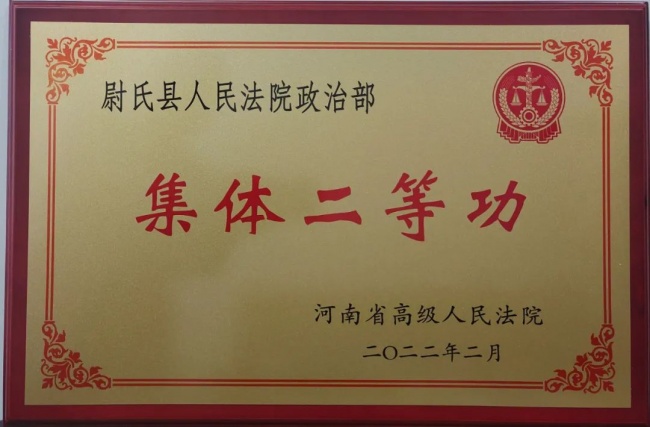 尉氏县人民法院政治部
集体二等功
河南省高级人民法院
二〇二二年二月